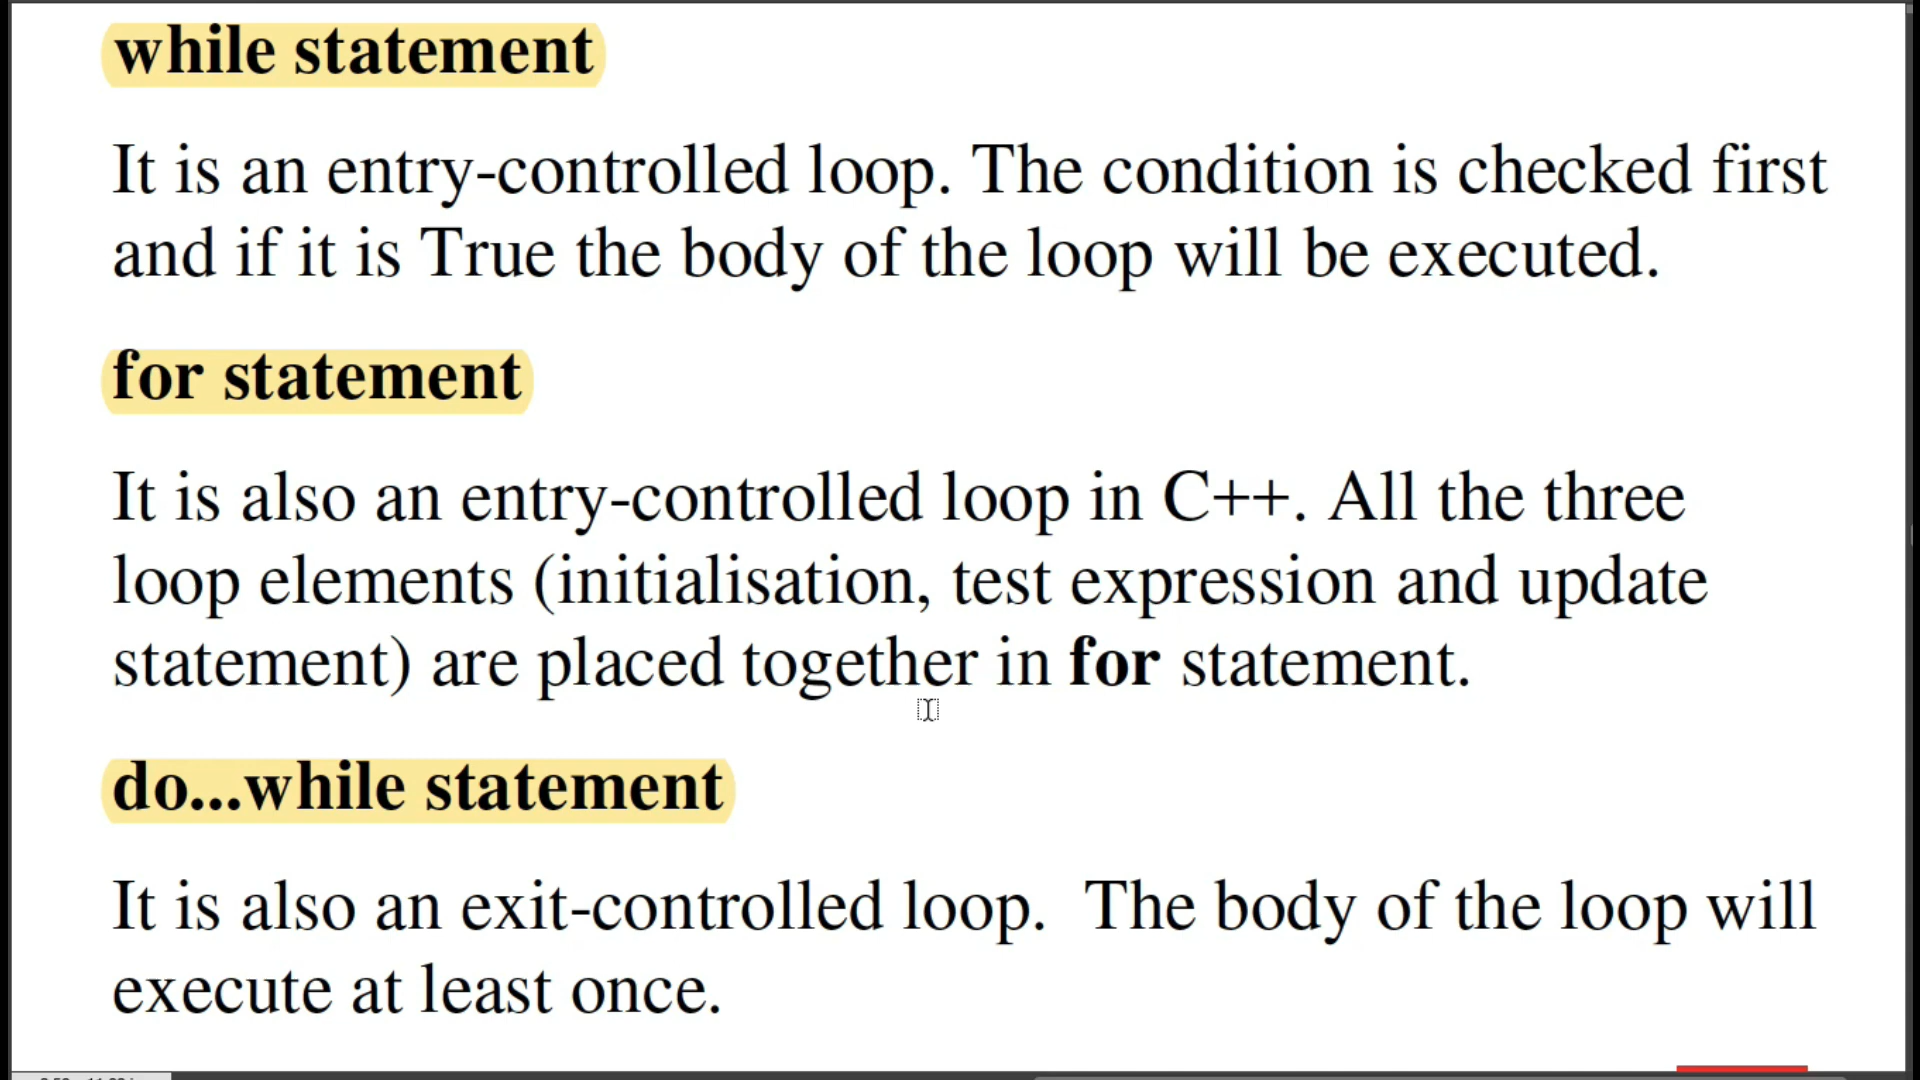 while statement
It is an entry-controlled loop. The condition is checked first
and if it is True the body of the loop will be executed.
for statement
It is also an entry-controlled loop in C++. All the three
loop elements (initialisation, test expression and update
statement) are placed together in for statement.
do...while statement
It is also an exit-controlled loop.  The body of the loop will
execute at least once.